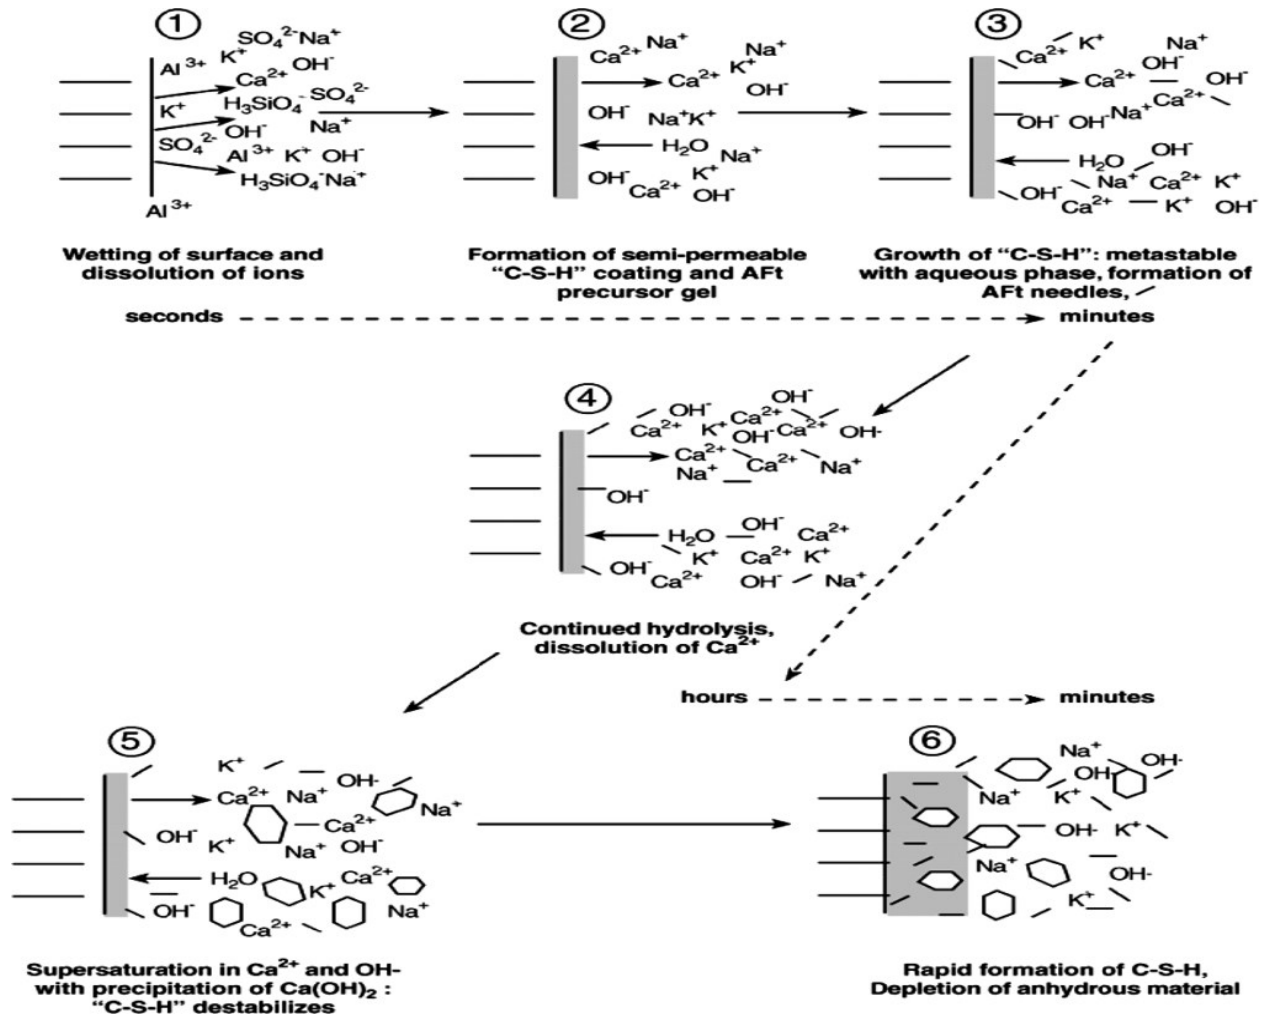 1
SO₄²⁻ Na⁺
Al³⁺ K⁺
OH⁻
Ca²⁺
K⁺ H₃SiO₄⁻ SO₄²⁻
OH⁻ Na⁺
SO₄²⁻
Al³⁺ K⁺ OH⁻
H₃SiO₄⁻ Na⁺
Al³⁺
Wetting of surface and
dissolution of ions
2
Ca²⁺ Na⁺ Na⁺
K⁺
Ca²⁺
OH⁻
OH⁻ Na⁺K⁺
H₂O Na⁺
K⁺
OH⁻ Ca²⁺ OH⁻
Formation of semi-permeable
“C-S-H” coating and AFt
precursor gel
3
Ca²⁺ K⁺ Na⁺
OH⁻
Ca²⁺ OH⁻
Na⁺ Ca²⁺
OH⁻ OH⁻
OH⁻
H₂O
Na⁺ Ca²⁺ K⁺
OH⁻
Ca²⁺ K⁺ OH⁻
Growth of “C-S-H”: metastable
with aqueous phase, formation of
AFt needles,
seconds minutes
4
OH⁻
OH⁻ Ca²⁺
Ca²⁺ K⁺ OH⁻ Ca²⁺ OH-
Ca²⁺
Na⁺ Ca²⁺ Na⁺
OH⁻
OH⁻
H₂O Ca²⁺
K⁺ Ca²⁺ K⁺
OH⁻
Ca²⁺ OH⁻ Na⁺
Continued hydrolysis,
dissolution of Ca²⁺
hours minutes
5
K⁺
OH-
Ca²⁺ Na⁺ Na⁺
Ca²⁺
OH⁻ K⁺ Na⁺ OH⁻
H₂O K⁺ Ca²⁺
OH⁻ Na⁺
Ca²⁺
Supersaturation in Ca²⁺ and OH-
with precipitation of Ca(OH)₂ :
“C-S-H” destabilizes
6
Na⁺ OH-
OH-
Na⁺ K⁺
OH- K⁺
Na⁺
OH-
K⁺
Rapid formation of C-S-H,
Depletion of anhydrous material